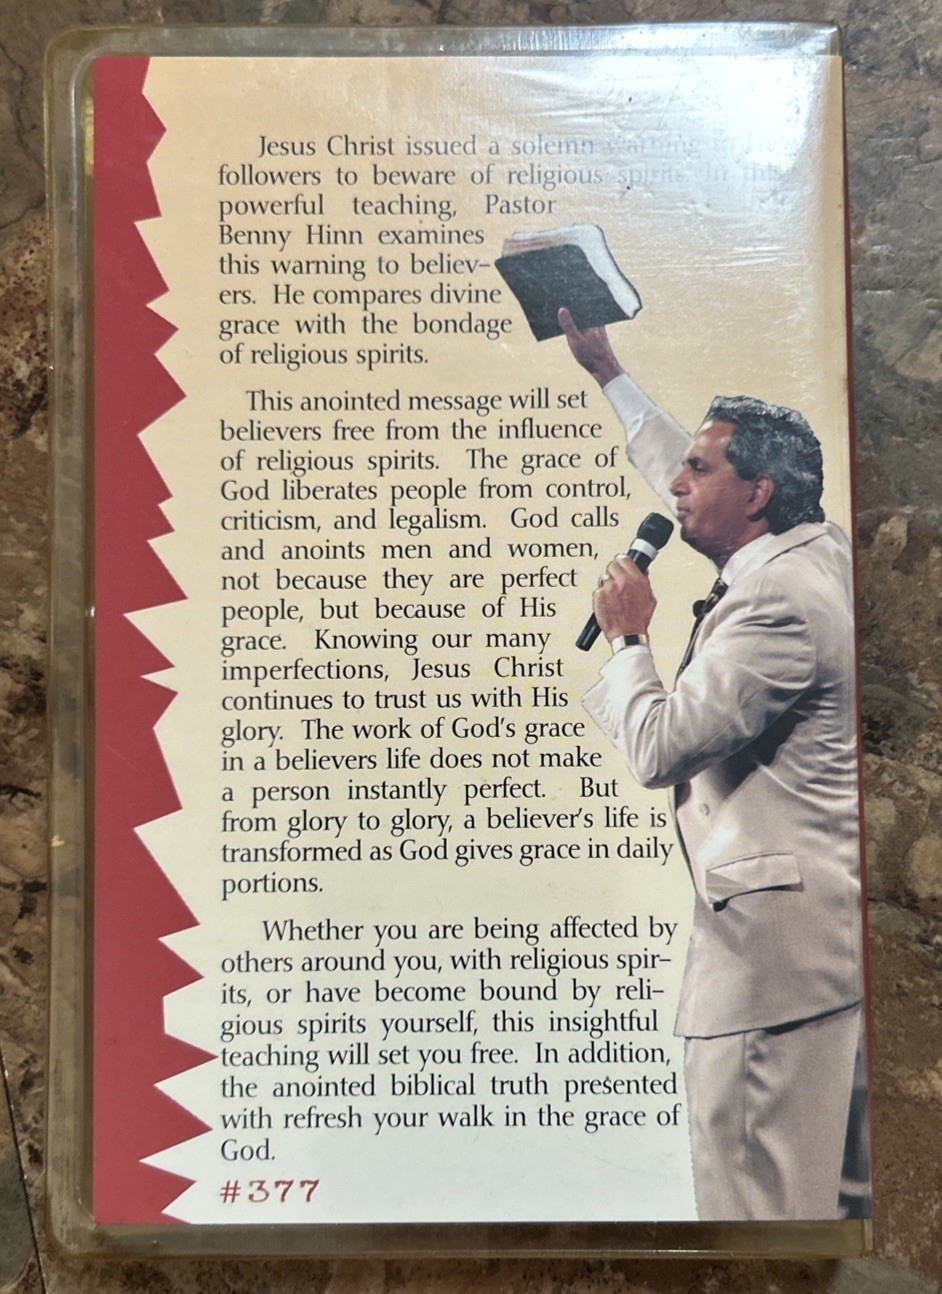 Jesus Christ issued a solemn warning to
followers to beware of religious spirits. In this
powerful teaching, Pastor
Benny Hinn examines
this warning to believ-
ers. He compares divine
grace with the bondage
of religious spirits.
This anointed message will set
believers free from the influence
of religious spirits. The grace of
God liberates people from control,
criticism, and legalism. God calls
and anoints men and women,
not because they are perfect
people, but because of His
grace. Knowing our many
imperfections, Jesus Christ
continues to trust us with His
glory. The work of God's grace
in a believers life does not make
a person instantly perfect. But
from glory to glory, a believer's life is
transformed as God gives grace in daily
portions.
Whether you are being affected by
others around you, with religious spir-
its, or have become bound by reli-
gious spirits yourself, this insightful
teaching will set you free. In addition,
the anointed biblical truth presented
with refresh your walk in the grace of
God.
#377